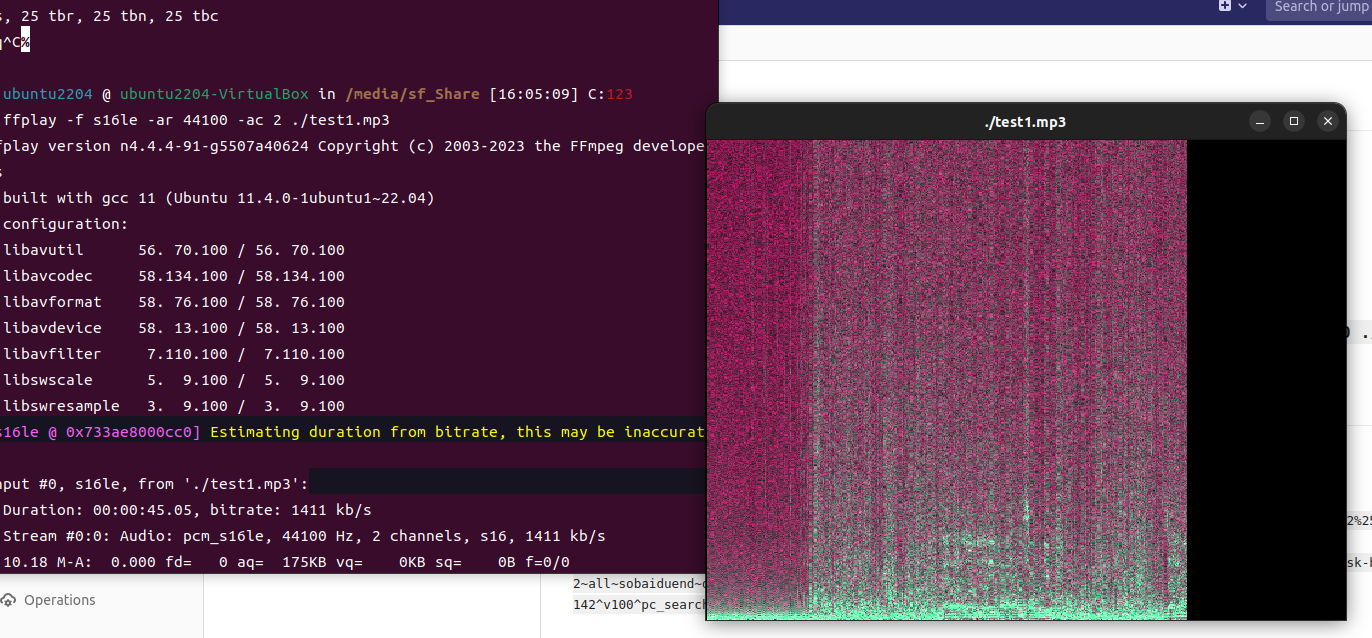 , 25 tbr, 25 tbn, 25 tbc
^C%
ubuntu2204 @ ubuntu2204-VirtualBox in /media/sf_Share [16:05:09] C:123
ffplay -f s16le -ar 44100 -ac 2 ./test1.mp3
fplay version n4.4.4-91-g5507a40624 Copyright (c) 2003-2023 the FFmpeg develope
s
built with gcc 11 (Ubuntu 11.4.0-1ubuntu1~22.04)
configuration:
libavutil 56. 70.100 / 56. 70.100
libavcodec 58.134.100 / 58.134.100
libavformat 58. 76.100 / 58. 76.100
libavdevice 58. 13.100 / 58. 13.100
libavfilter 7.110.100 / 7.110.100
libswscale 5. 9.100 / 5. 9.100
libswresample 3. 9.100 / 3. 9.100
s16le @ 0x733ae8000cc0] Estimating duration from bitrate, this may be inaccurat
nput #0, s16le, from './test1.mp3':
Duration: 00:00:45.05, bitrate: 1411 kb/s
Stream #0:0: Audio: pcm_s16le, 44100 Hz, 2 channels, s16, 1411 kb/s
10.18 M-A: 0.000 fd= 0 aq= 175KB vq= 0KB sq= 0B f=0/0
Search or jump
./test1.mp3
2%25
sk-b
Operations
2~all~sobaiduend~
142^v100^pc_search